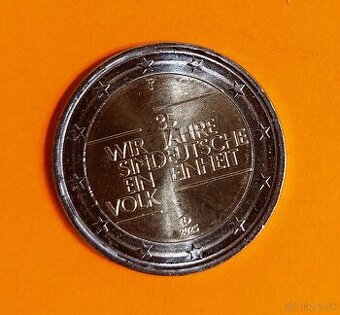 F
35
WIR JAHRE
SIND DEUTSCHE
EIN EINHEIT
VOLK
D
2025